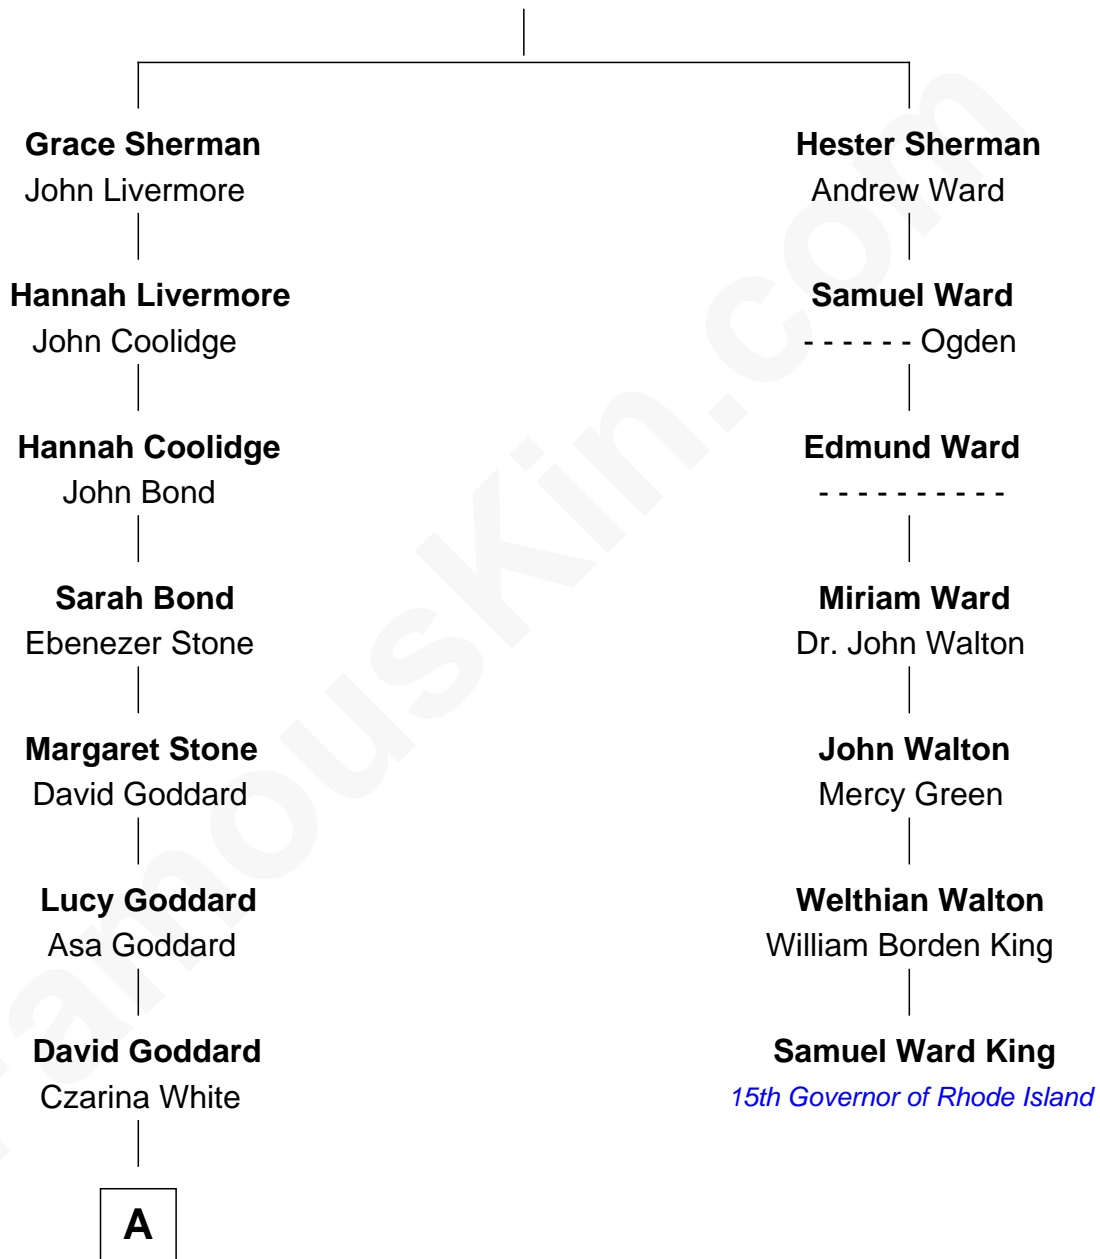 Grace Sherman
John Livermore
Hannah Livermore
John Coolidge
Hannah Coolidge
John Bond
Sarah Bond
Ebenezer Stone
Margaret Stone
David Goddard
Lucy Goddard
Asa Goddard
David Goddard
Czarina White
A
Hester Sherman
Andrew Ward
Samuel Ward
- - - - - - Ogden
Edmund Ward
- - - - - - - - - -
Miriam Ward
Dr. John Walton
John Walton
Mercy Green
Welthian Walton
William Borden King
Samuel Ward King
15th Governor of Rhode Island
FamousKin.com